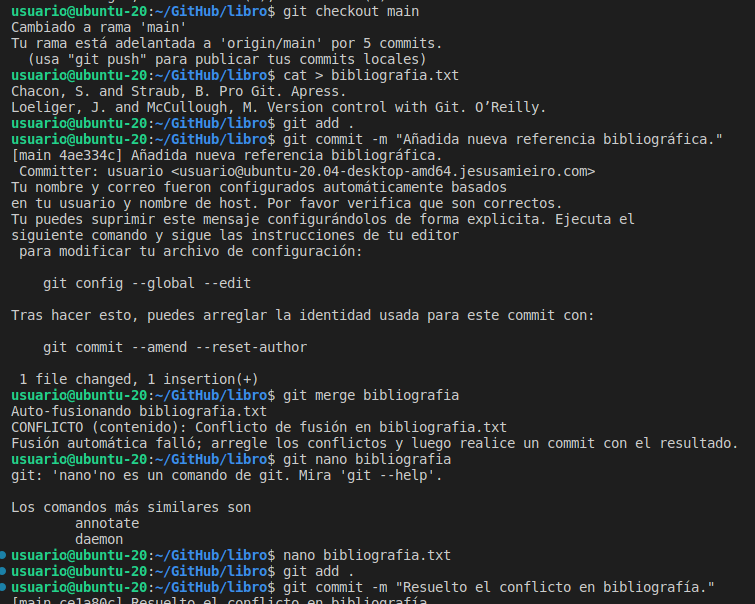 usuario@ubuntu-20:~/GitHub/libro$ git checkout main
Cambiado a rama 'main'
Tu rama está adelantada a 'origin/main' por 5 commits.
  (usa "git push" para publicar tus commits locales)
usuario@ubuntu-20:~/GitHub/libro$ cat > bibliografia.txt
Chacon, S. and Straub, B. Pro Git. Apress.
Loeliger, J. and McCullough, M. Version control with Git. O’Reilly.
usuario@ubuntu-20:~/GitHub/libro$ git add .
usuario@ubuntu-20:~/GitHub/libro$ git commit -m "Añadida nueva referencia bibliográfica."
[main 4ae334c] Añadida nueva referencia bibliográfica.
 Committer: usuario <usuario@ubuntu-20.04-desktop-amd64.jesusamieiro.com>
Tu nombre y correo fueron configurados automáticamente basados
en tu usuario y nombre de host. Por favor verifica que son correctos.
Tu puedes suprimir este mensaje configurándolos de forma explicita. Ejecuta el
siguiente comando y sigue las instrucciones de tu editor
 para modificar tu archivo de configuración:
    git config --global --edit
Tras hacer esto, puedes arreglar la identidad usada para este commit con:
    git commit --amend --reset-author
 1 file changed, 1 insertion(+)
usuario@ubuntu-20:~/GitHub/libro$ git merge bibliografia
Auto-fusionando bibliografia.txt
CONFLICTO (contenido): Conflicto de fusión en bibliografia.txt
Fusión automática falló; arregle los conflictos y luego realice un commit con el resultado.
usuario@ubuntu-20:~/GitHub/libro$ git nano bibliografia
git: 'nano'no es un comando de git. Mira 'git --help'.
Los comandos más similares son
        annotate
        daemon
usuario@ubuntu-20:~/GitHub/libro$ nano bibliografia.txt
usuario@ubuntu-20:~/GitHub/libro$ git add .
usuario@ubuntu-20:~/GitHub/libro$ git commit -m "Resuelto el conflicto en bibliografía."
[main ce1a80c] Resuelto el conflicto en bibliografía.